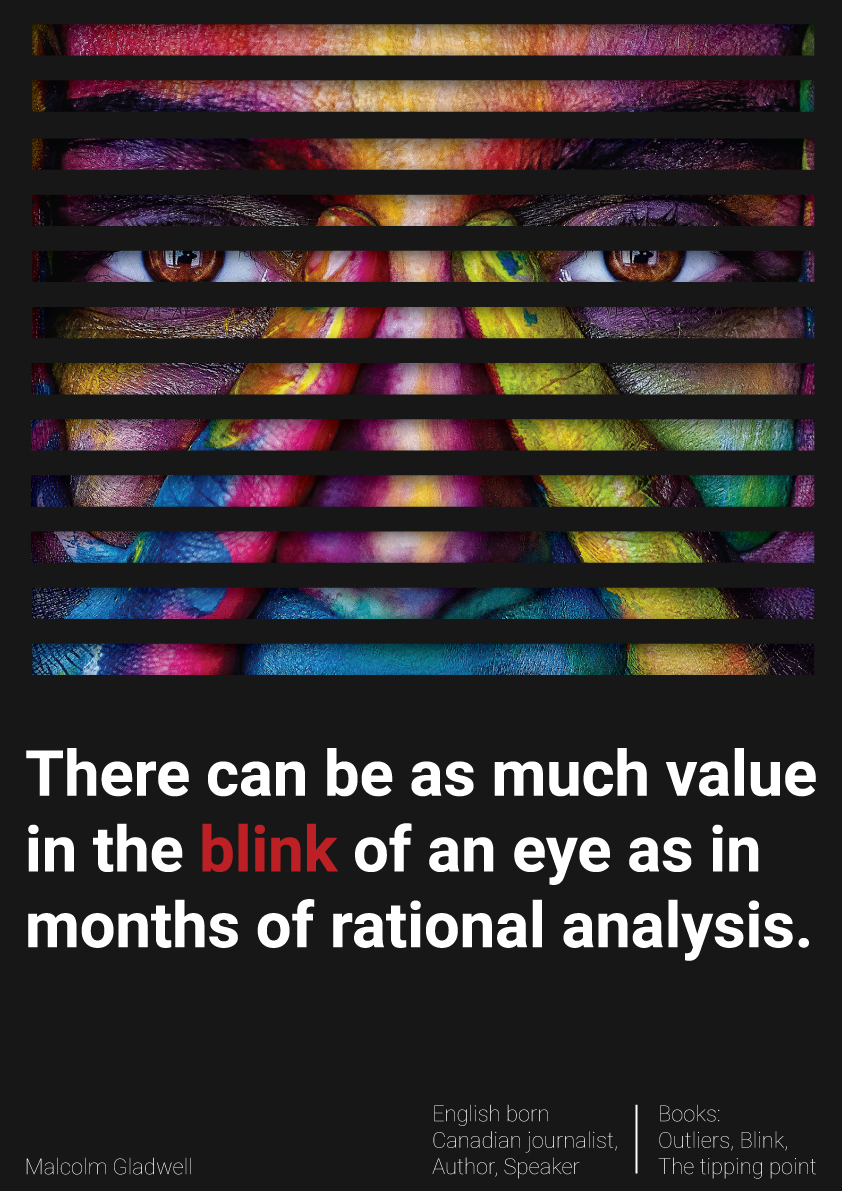 There can be as much value
in the blink of an eye as in
months of rational analysis.
Malcolm Gladwell
English born
Canadian journalist,
Author, Speaker
Books:
Outliers, Blink,
The tipping point